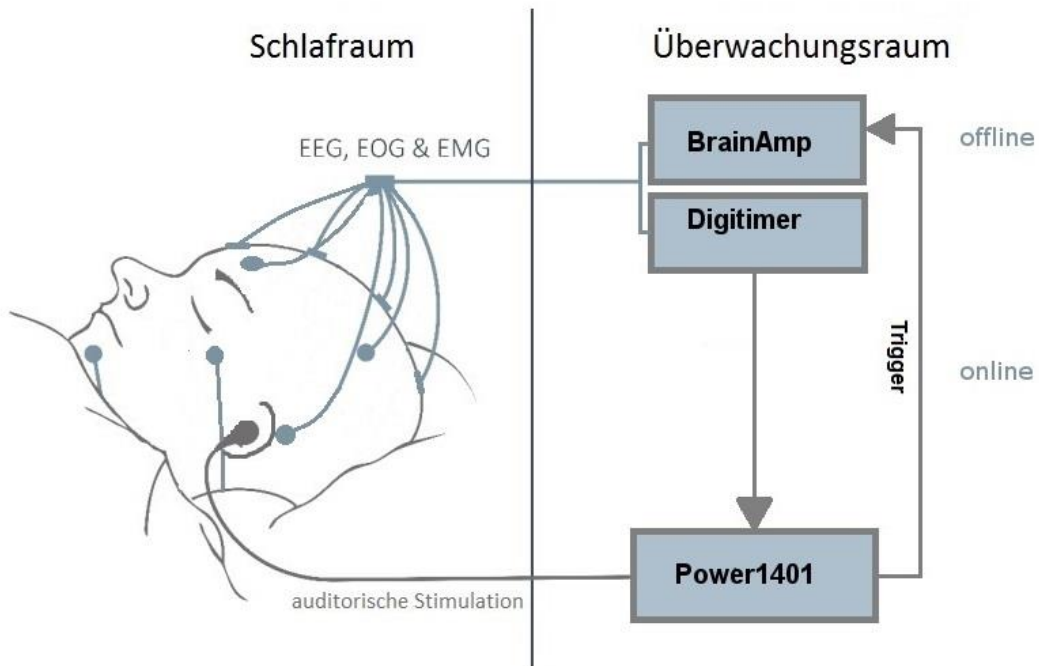 Schlafraum
Überwachungsraum
EEG, EOG & EMG
BrainAmp
offline
Digitimer
Trigger
online
Power1401
auditorische Stimulation